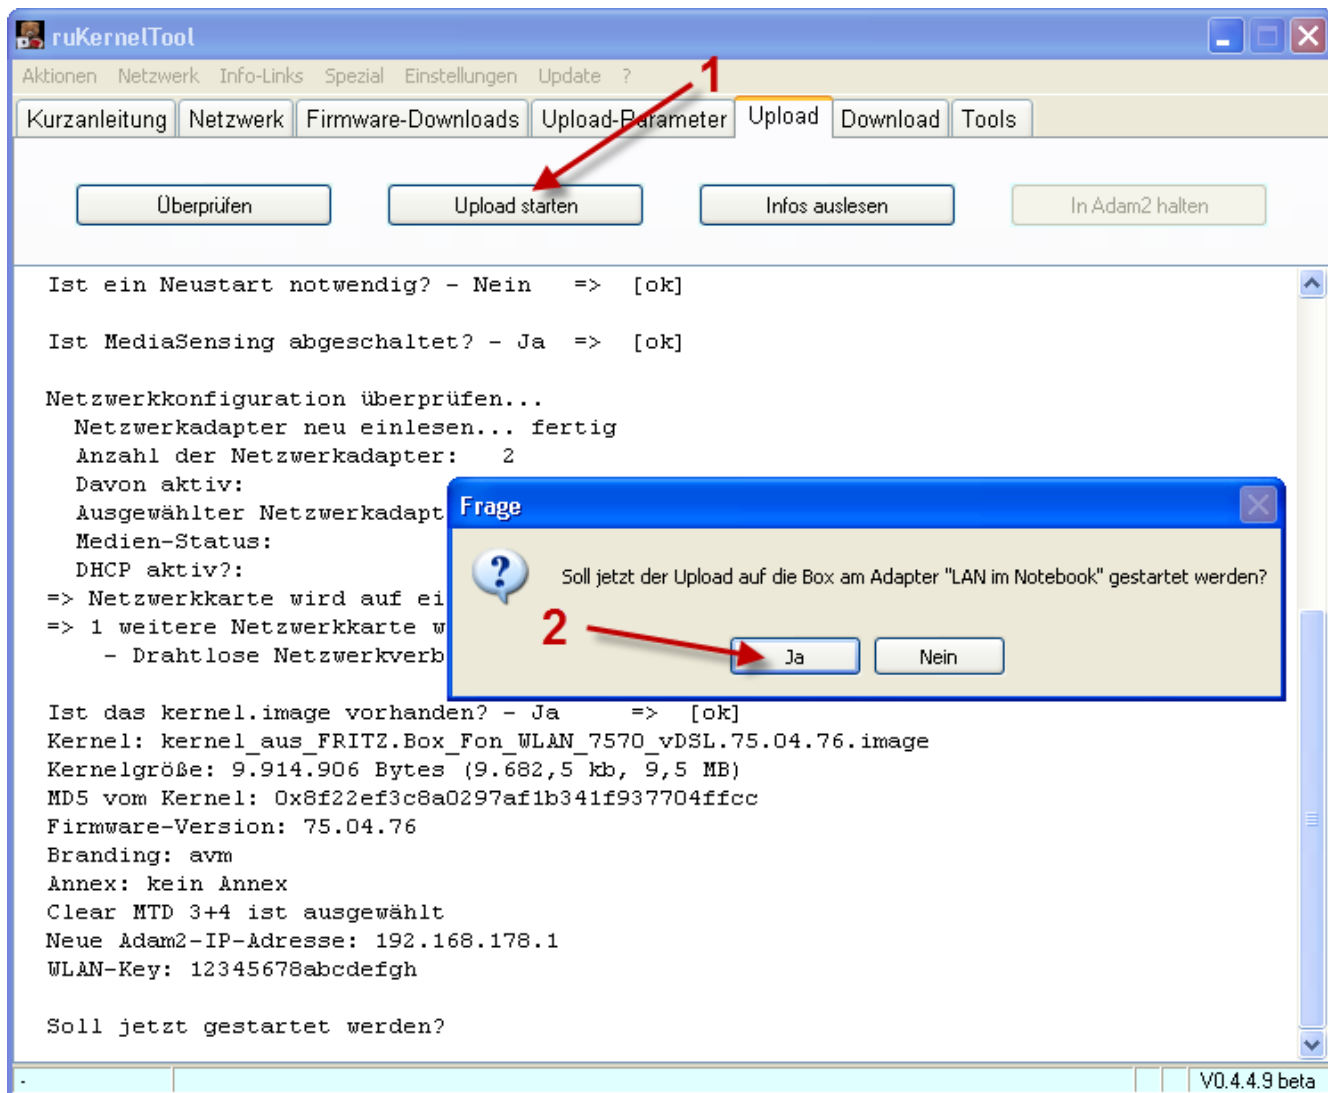 ruKernelTool
Aktionen Netzwerk Info-Links Spezial Einstellungen Update ?
1
Kurzanleitung Netzwerk Firmware-Downloads Upload-Parameter Upload Download Tools
Überprüfen Upload starten Infos auslesen In Adam2 halten
Ist ein Neustart notwendig? - Nein => [ok]
Ist MediaSensing abgeschaltet? - Ja => [ok]
Netzwerkkonfiguration überprüfen...
Netzwerkadapter neu einlesen... fertig
Anzahl der Netzwerkadapter: 2
Davon aktiv:
Ausgewählter Netzwerkadapt
Medien-Status:
DHCP aktiv?:
=> Netzwerkkarte wird auf ei
=> 1 weitere Netzwerkkarte w
- Drahtlose Netzwerkverb
Frage
Soll jetzt der Upload auf die Box am Adapter "LAN im Notebook" gestartet werden?
2
Ja Nein
Ist das kernel.image vorhanden? - Ja => [ok]
Kernel: kernel_aus_FRITZ.Box_Fon_WLAN_7570_vDSL.75.04.76.image
Kernelgröße: 9.914.906 Bytes (9.682,5 kb, 9,5 MB)
MD5 vom Kernel: 0x8f22ef3c8a0297af1b341f937704ffcc
Firmware-Version: 75.04.76
Branding: avm
Annex: kein Annex
Clear MTD 3+4 ist ausgewählt
Neue Adam2-IP-Adresse: 192.168.178.1
WLAN-Key: 12345678abcdefgh
Soll jetzt gestartet werden?
- V0.4.4.9 beta